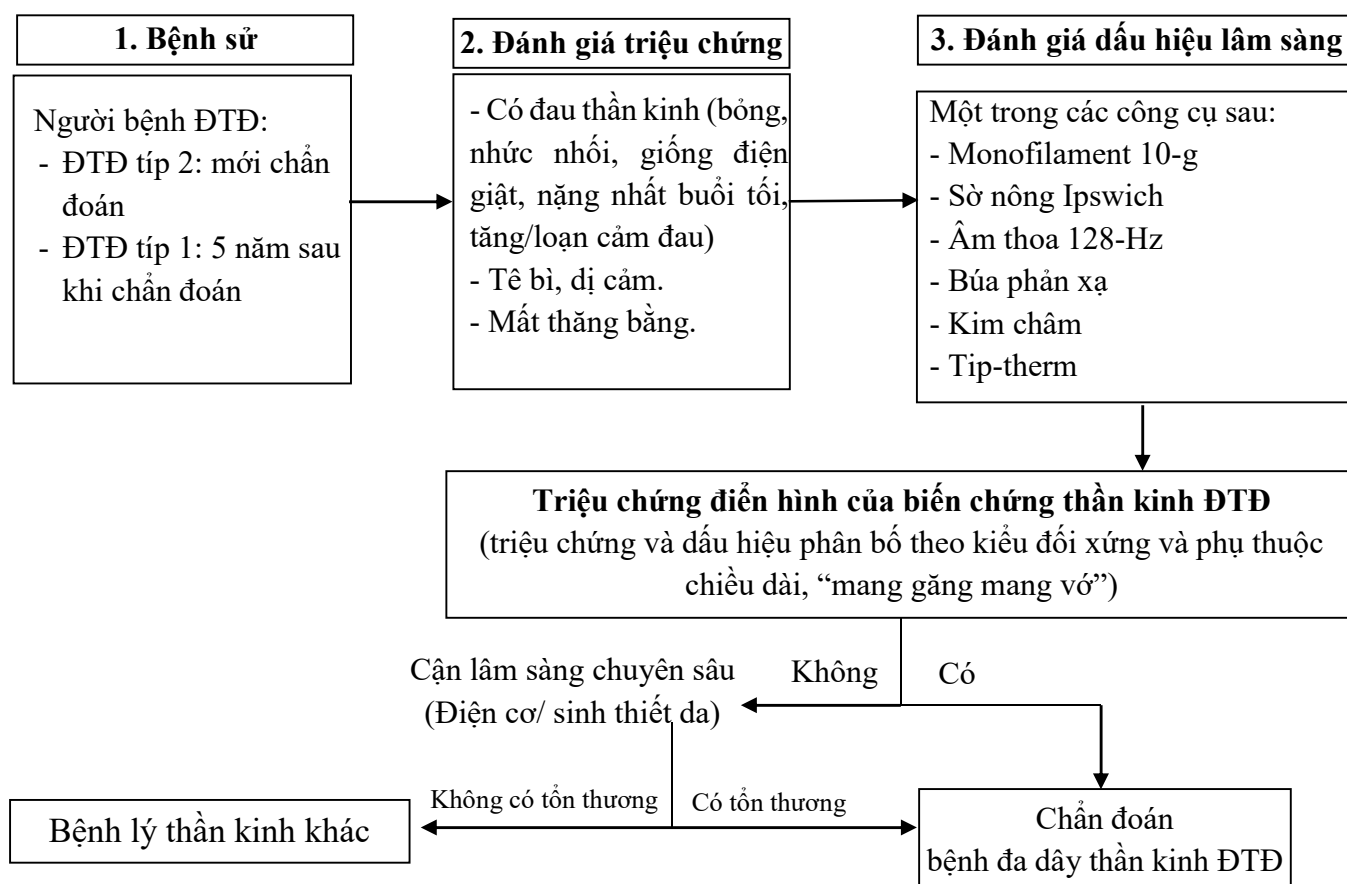 1. Bệnh sử
Người bệnh ĐTĐ:
- ĐTĐ típ 2: mới chẩn
đoán
- ĐTĐ típ 1: 5 năm sau
khi chẩn đoán
2. Đánh giá triệu chứng
- Có đau thần kinh (bỏng,
nhức nhối, giống điện
giật, nặng nhất buổi tối,
tăng/loạn cảm đau)
- Tê bì, dị cảm.
- Mất thăng bằng.
3. Đánh giá dấu hiệu lâm sàng
Một trong các công cụ sau:
- Monofilament 10-g
- Sờ nông Ipswich
- Âm thoa 128-Hz
- Búa phản xạ
- Kim châm
- Tip-therm
Triệu chứng điển hình của biến chứng thần kinh ĐTĐ
(triệu chứng và dấu hiệu phân bố theo kiểu đối xứng và phụ thuộc
chiều dài, “mang găng mang vớ”)
Không
Có
Cận lâm sàng chuyên sâu
(Điện cơ/ sinh thiết da)
Không có tổn thương
Có tổn thương
Bệnh lý thần kinh khác
Chẩn đoán
bệnh đa dây thần kinh ĐTĐ